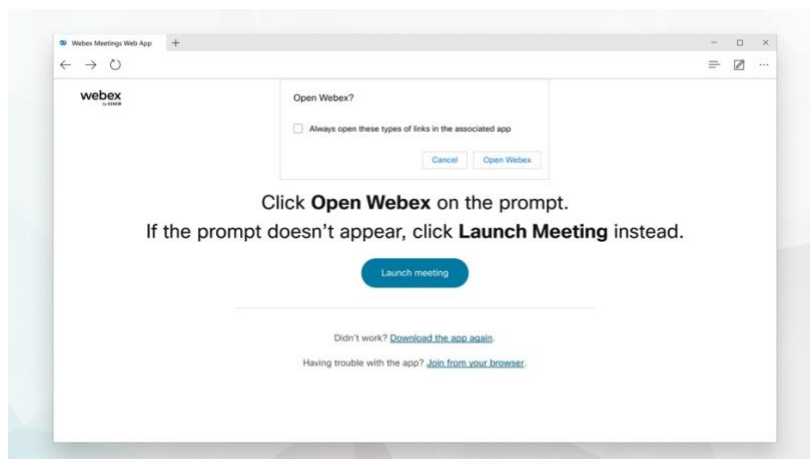 Webex Meetings Web App
webex
by CISCO
Open Webex?
Always open these types of links in the associated app
Cancel
Open Webex
Click Open Webex on the prompt.
If the prompt doesn't appear, click Launch Meeting instead.
Launch meeting
Didn't work? Download the app again.
Having trouble with the app? Join from your browser.